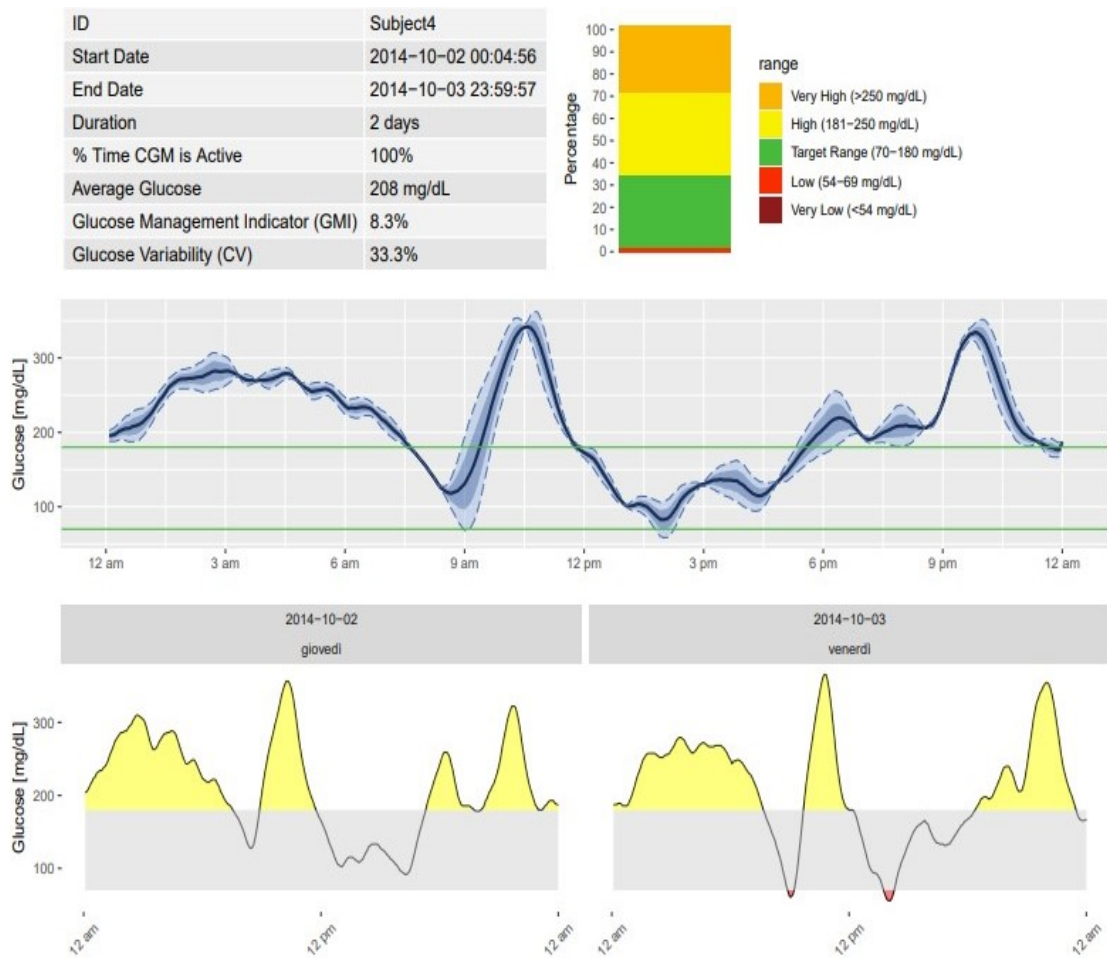 ID Subject4
Start Date 2014-10-02 00:04:56
End Date 2014-10-03 23:59:57
Duration 2 days
% Time CGM is Active 100%
Average Glucose 208 mg/dL
Glucose Management Indicator (GMI) 8.3%
Glucose Variability (CV) 33.3%
Percentage
100
90
80
70
60
50
40
30
20
10
0
range
Very High (>250 mg/dL)
High (181-250 mg/dL)
Target Range (70-180 mg/dL)
Low (54-69 mg/dL)
Very Low (<54 mg/dL)
Glucose [mg/dL]
300
200
100
12 am 3 am 6 am 9 am 12 pm 3 pm 6 pm 9 pm 12 am
2014-10-02 2014-10-03
giovedì venerdì
Glucose [mg/dL]
300
200
100
12 am 12 pm 12 am 12 am 12 pm 12 am